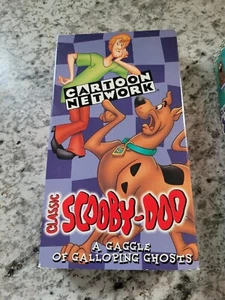 CARTOON
NETWORK
CLASSIC
SCOOBY-DOO
A GAGGLE
OF GALLOPING GHOSTS